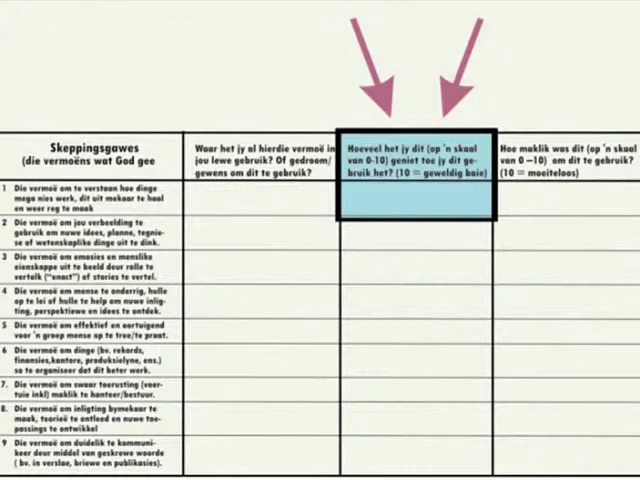 Skeppingsgawes
(die vermoëns wat God gee
Waar het jy al hierdie vermoë in
jou lewe gebruik? Of gedroom/
gewens om dit te gebruik?
Hoeveel het jy dit (op 'n skaal
van 0-10) geniet toe jy dit ge-
bruik het? (10 = geweldig baie)
Hoe maklik was dit (op 'n skaal
van 0 –10) om dit te gebruik?
(10 = moeiteloos)
1 Die vermoë om te verstaan hoe dinge
mega nies werk, dit uit mekaar te haal
en weer reg te maak
2 Die vermoë om jou verbeelding te
gebruik om nuwe idees, planne, tegnie-
se of wetenskaplike dinge uit te dink.
3 Die vermoë om emosies en menslike
eienskappe uit te beeld deur rolle te
vertolk ("enact") of stories te vertel.
4 Die vermoë om mense te onderrig, hulle
op te lei of hulle te help om nuwe inlig-
ting, perspektiewe en idees te ontdek.
5 Die vermoë om effektief en oortuigend
voor 'n groep mense op te tree/te praat.
6 Die vermoë om dinge (bv. rekords,
finansies,kantore, produksielyne, ens.)
so te organiseer dat dit beter werk.
7. Die vermoë om swaar toerusting (voer-
tuie inkl) maklik te hanteer/bestuur.
8. Die vermoë om inligting bymekaar te
maak, teorieë te ontleed en nuwe toe-
passings te ontwikkel
9 Die vermoë om duidelik te kommuni-
keer deur middel van geskrewe woorde
( bv. in verslae, briewe en publikasies).